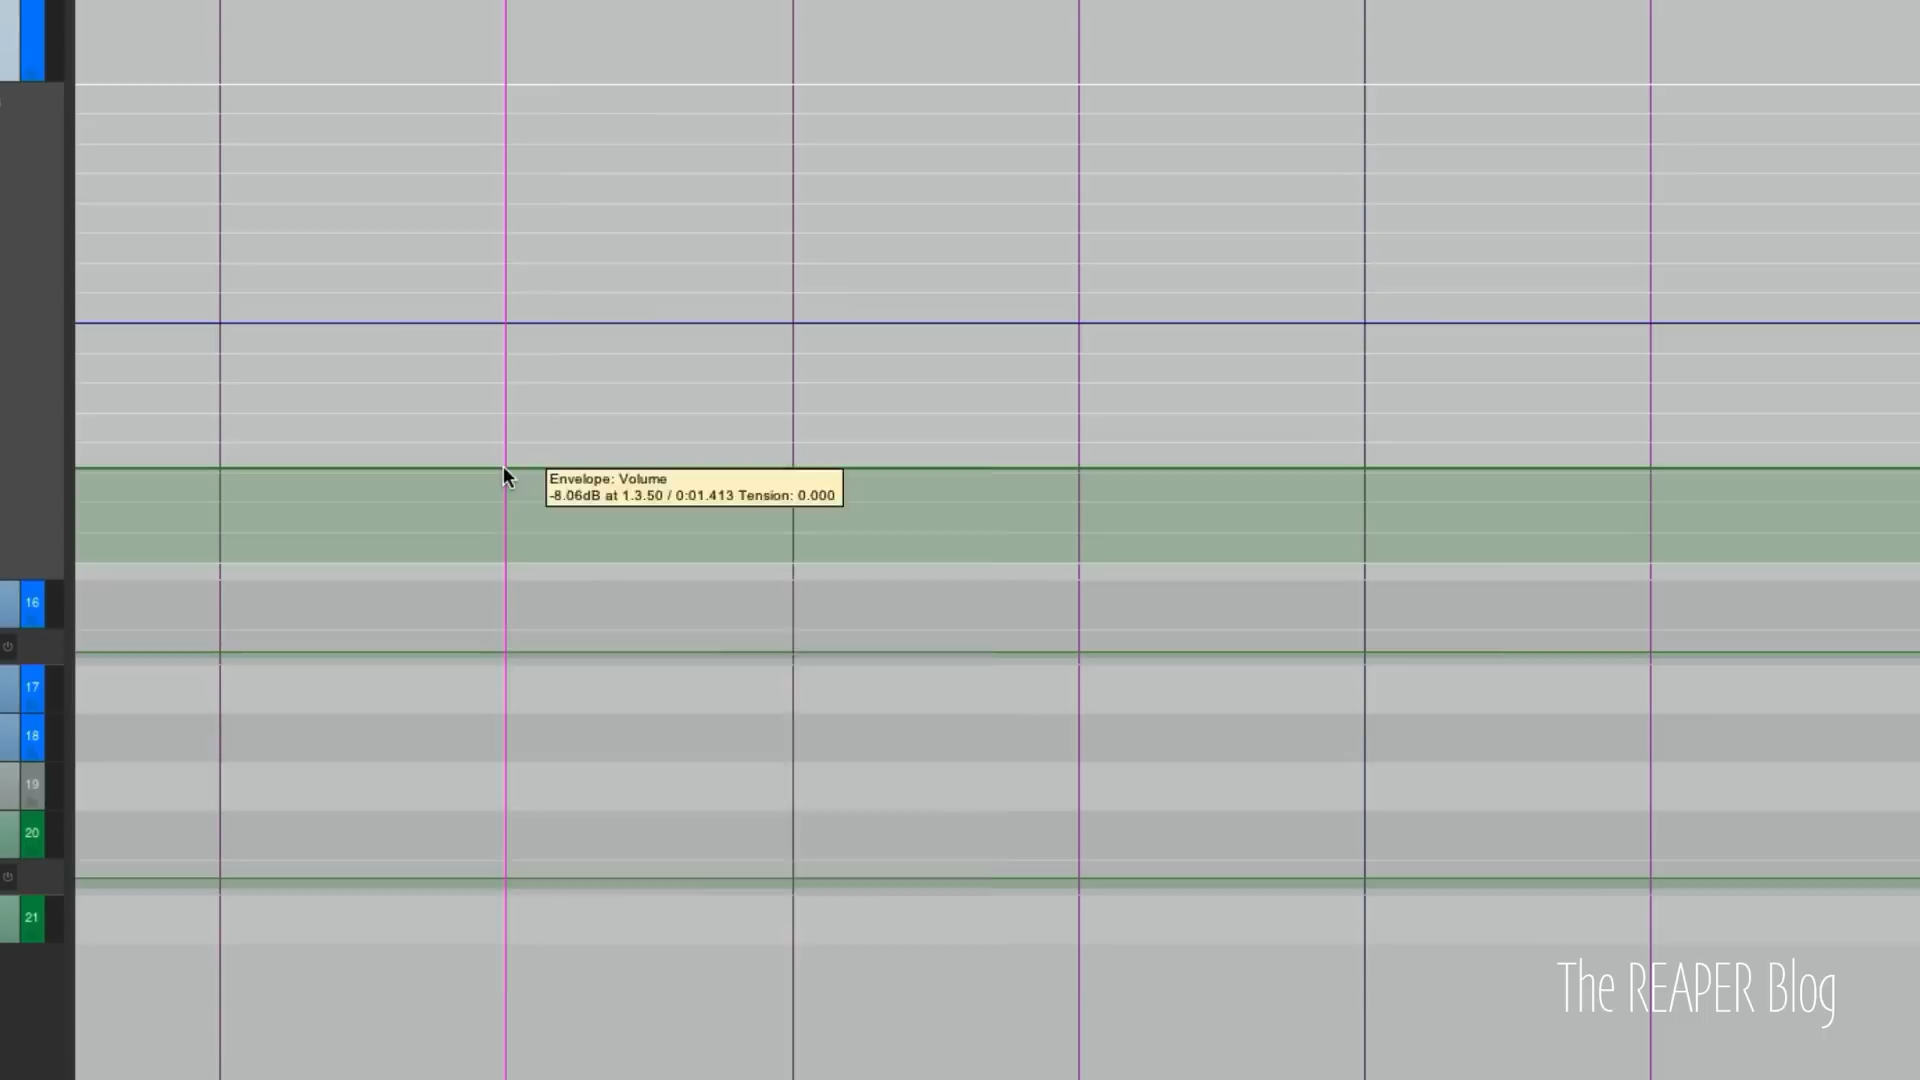 Envelope: Volume
-8.06dB at 1.3.50 / 0:01.413 Tension: 0.000
16
17
18
19
20
21
The REAPER Blog